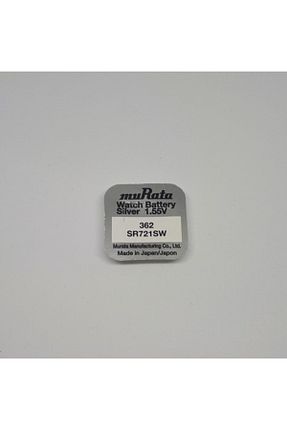 muRata
Watch Battery
Silver 1.55V
362
SR721SW
Murata Manufacturing Co., Ltd.
Made in Japan/Japon